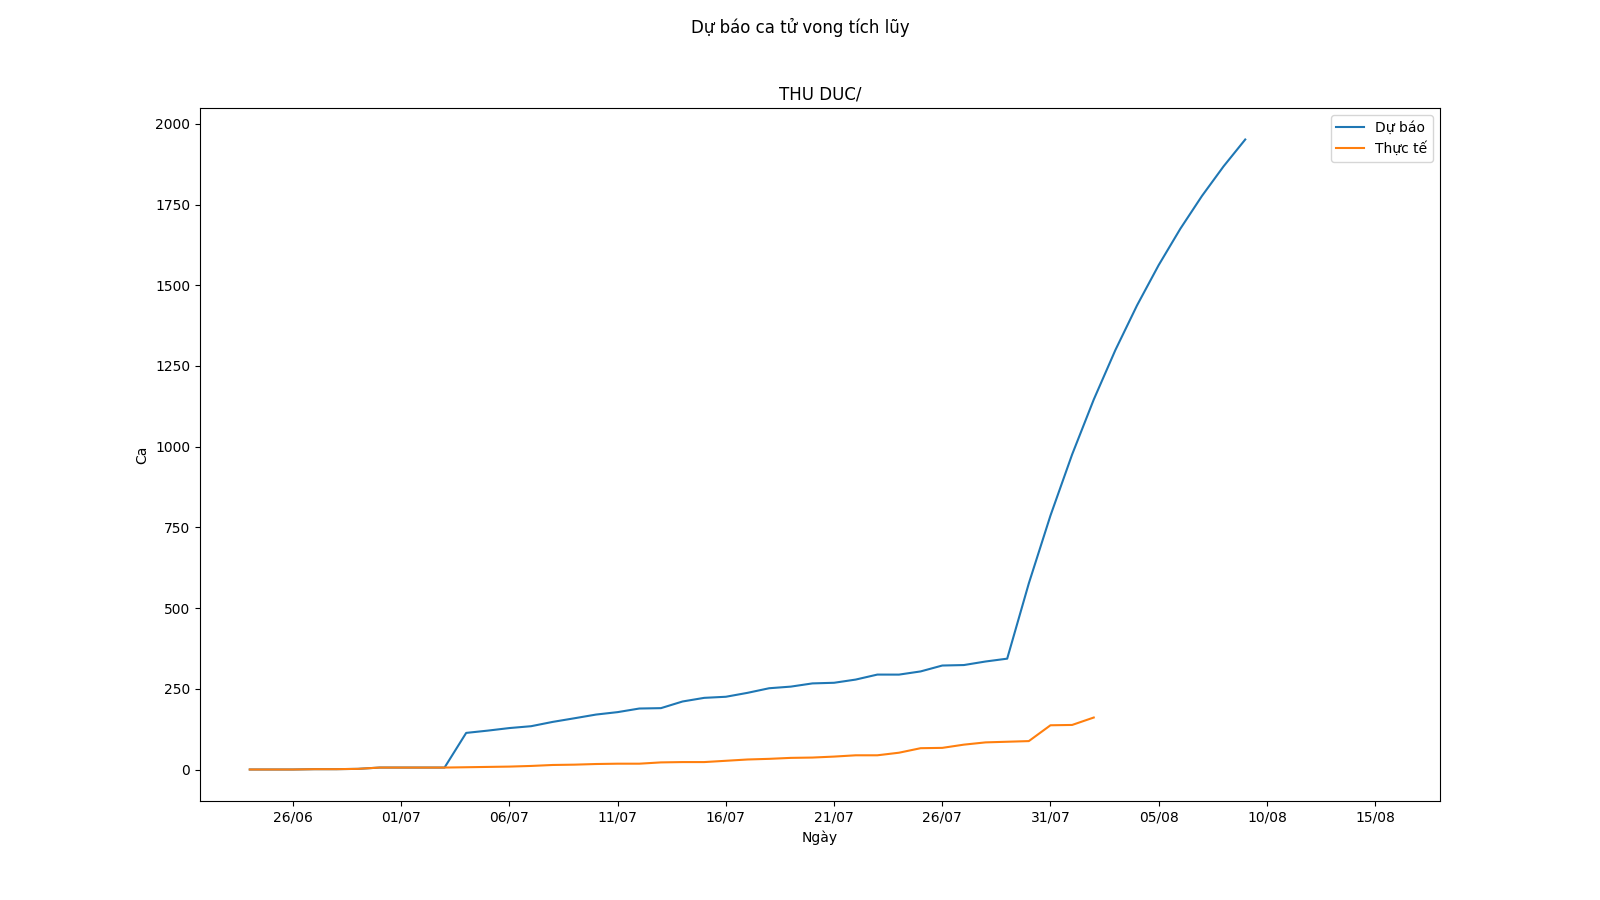 Dự báo ca tử vong tích lũy
THU DUC/
Dự báo
Thực tế
2000
1750
1500
1250
1000
750
500
250
0
Ca
26/06 01/07 06/07 11/07 16/07 21/07 26/07 31/07 05/08 10/08 15/08
Ngày